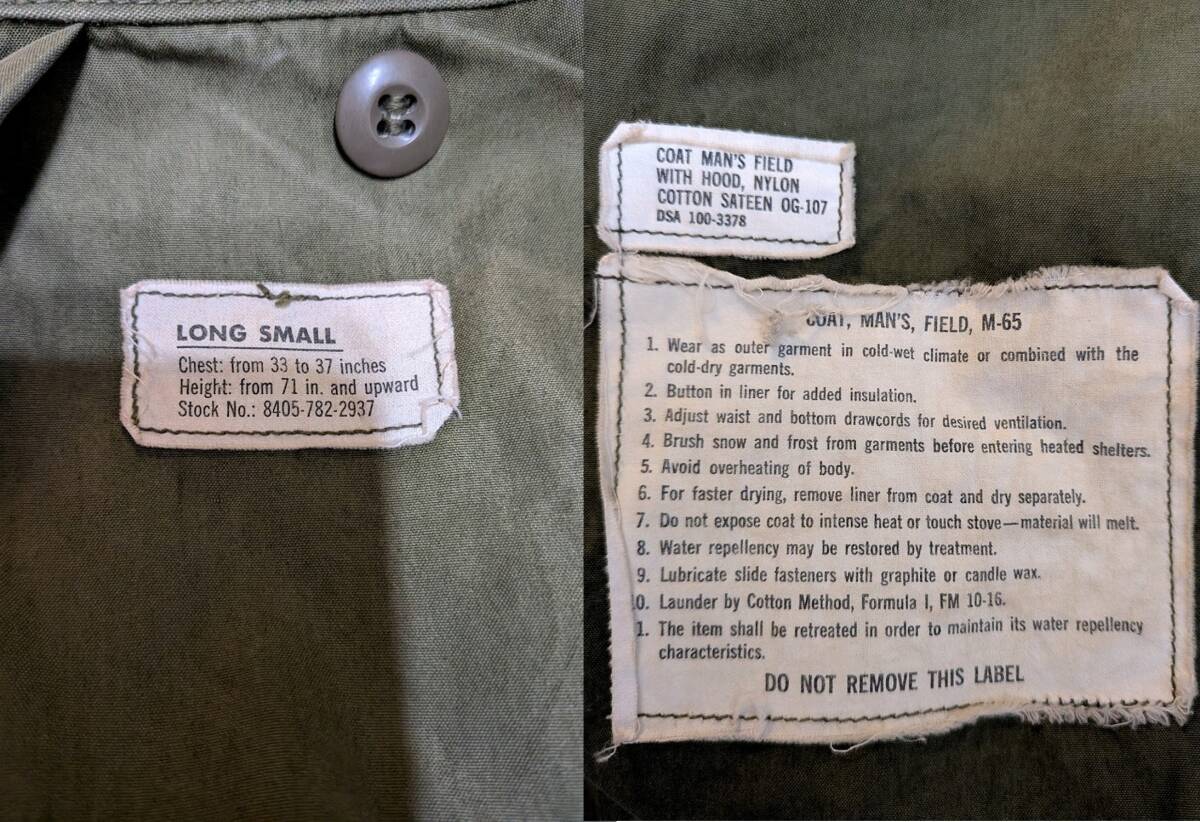 LONG SMALL
Chest: from 33 to 37 inches
Height: from 71 in. and upward
Stock No.: 8405-782-2937
COAT MAN'S FIELD
WITH HOOD, NYLON
COTTON SATEEN OG-107
DSA 100-3378
COAT, MAN'S, FIELD, M-65
1. Wear as outer garment in cold-wet climate or combined with the
cold-dry garments.
2. Button in liner for added insulation.
3. Adjust waist and bottom drawcords for desired ventilation.
4. Brush snow and frost from garments before entering heated shelters.
5. Avoid overheating of body.
6. For faster drying, remove liner from coat and dry separately.
7. Do not expose coat to intense heat or touch stove—material will melt.
8. Water repellency may be restored by treatment.
9. Lubricate slide fasteners with graphite or candle wax.
0. Launder by Cotton Method, Formula I, FM 10-16.
1. The item shall be retreated in order to maintain its water repellency
characteristics.
DO NOT REMOVE THIS LABEL